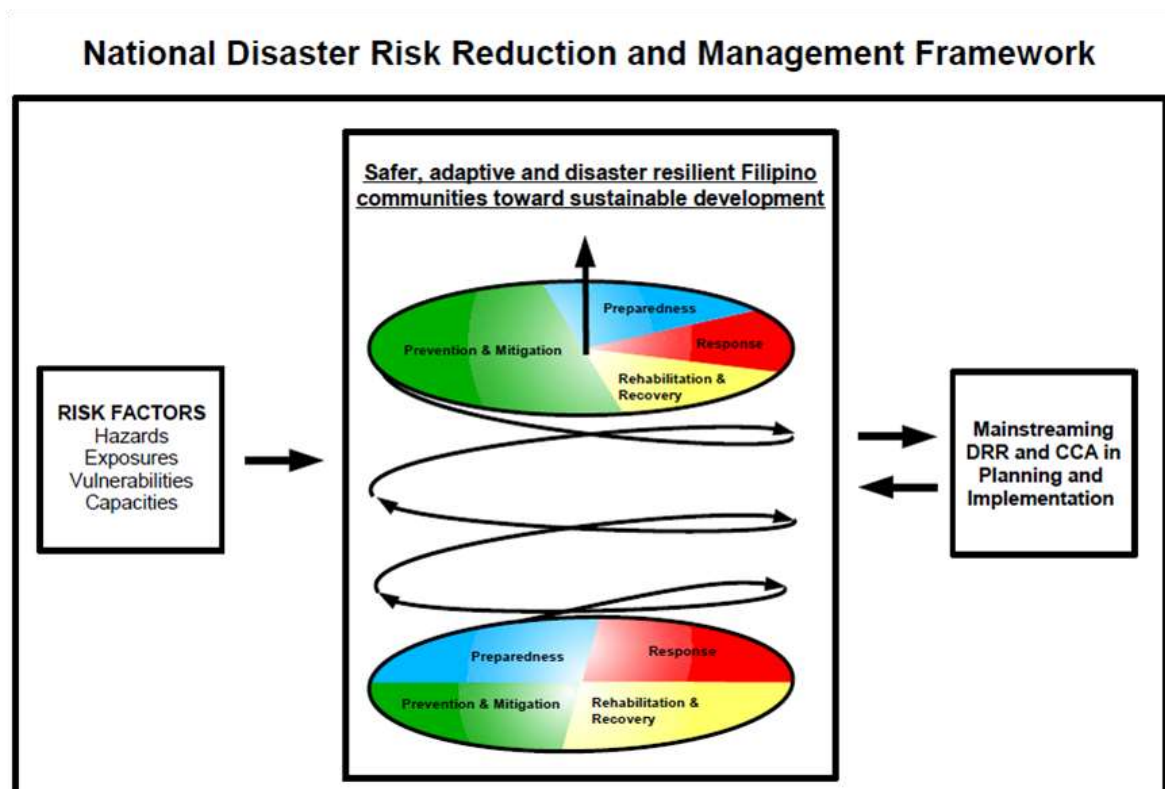 National Disaster Risk Reduction and Management Framework
Safer, adaptive and disaster resilient Filipino
communities toward sustainable development
Preparedness
Prevention & Mitigation
Response
Rehabilitation &
Recovery
RISK FACTORS
Hazards
Exposures
Vulnerabilities
Capacities
Mainstreaming
DRR and CCA in
Planning and
Implementation
Preparedness
Response
Prevention & Mitigation
Rehabilitation &
Recovery